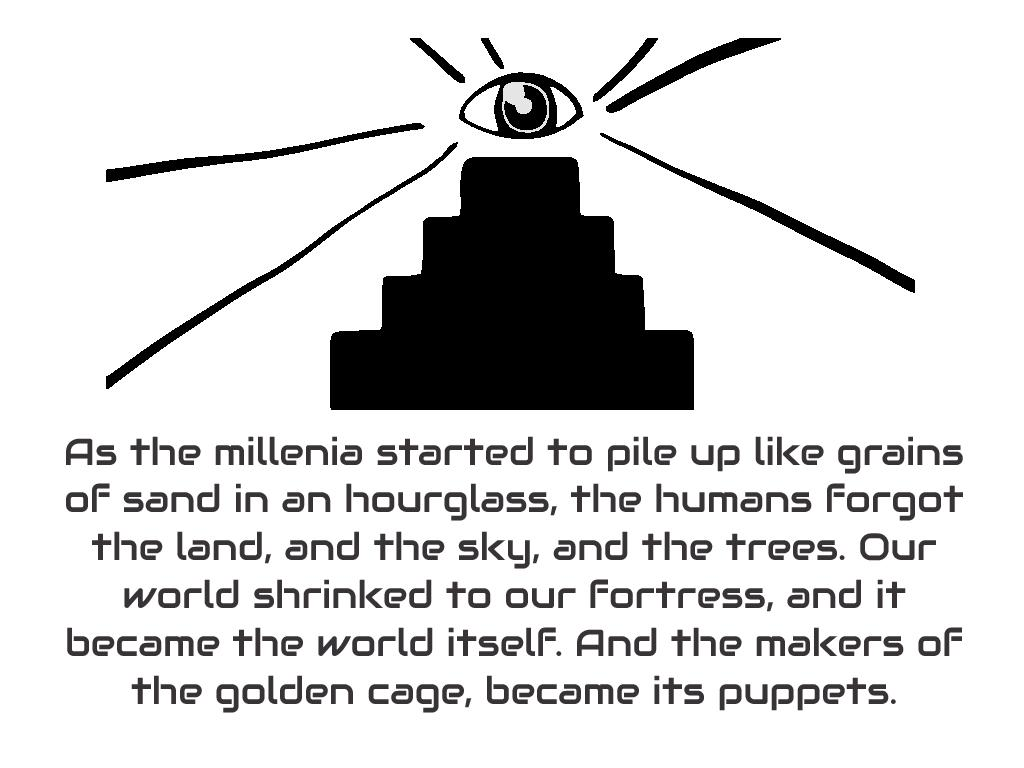 As the millenia started to pile up like grains
of sand in an hourglass, the humans forgot
the land, and the sky, and the trees. Our
world shrinked to our fortress, and it
became the world itself. And the makers of
the golden cage, became its puppets.